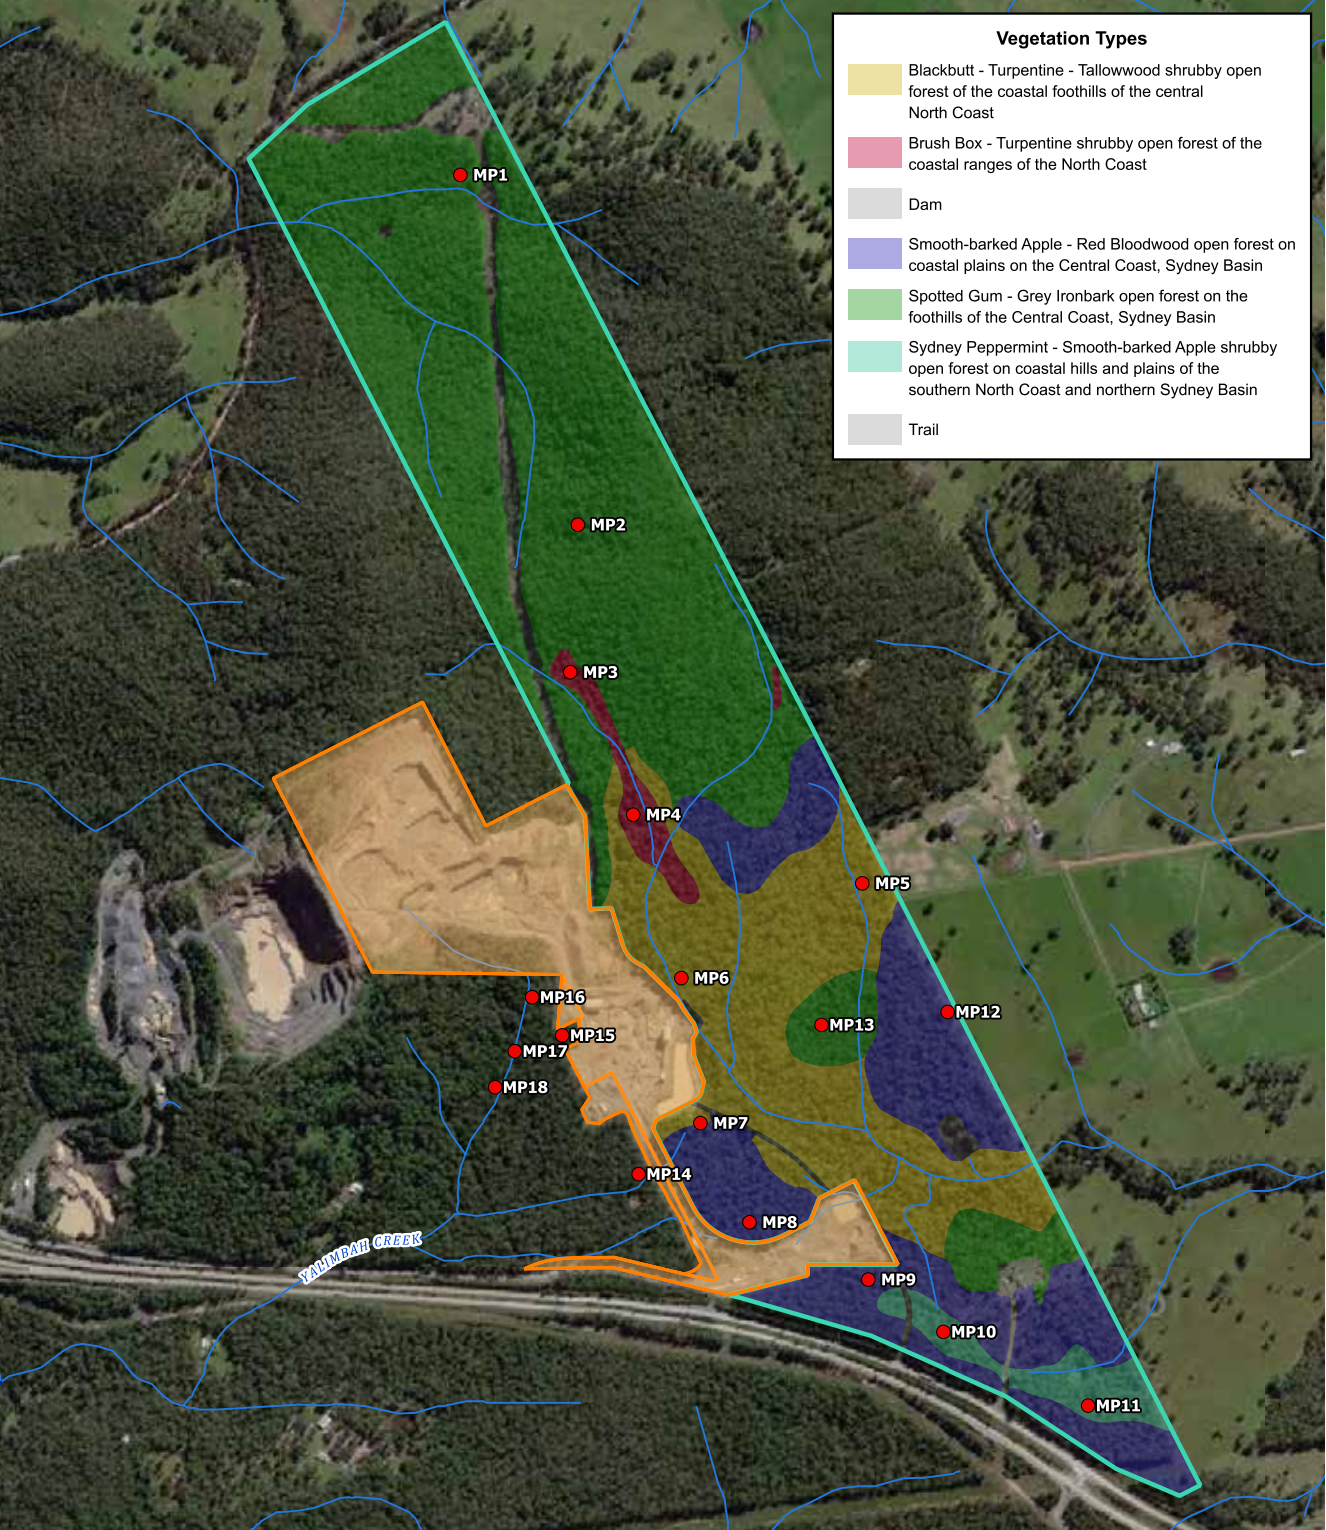 Vegetation Types
Blackbutt - Turpentine - Tallowwood shrubby open
forest of the coastal foothills of the central
North Coast
Brush Box - Turpentine shrubby open forest of the
coastal ranges of the North Coast
Dam
Smooth-barked Apple - Red Bloodwood open forest on
coastal plains on the Central Coast, Sydney Basin
Spotted Gum - Grey Ironbark open forest on the
foothills of the Central Coast, Sydney Basin
Sydney Peppermint - Smooth-barked Apple shrubby
open forest on coastal hills and plains of the
southern North Coast and northern Sydney Basin
Trail
MP1
MP2
MP3
MP4
MP5
MP6
MP16
MP12
MP13
MP15
MP17
MP18
MP7
MP14
MP8
YALIMBAH CREEK
MP9
MP10
MP11